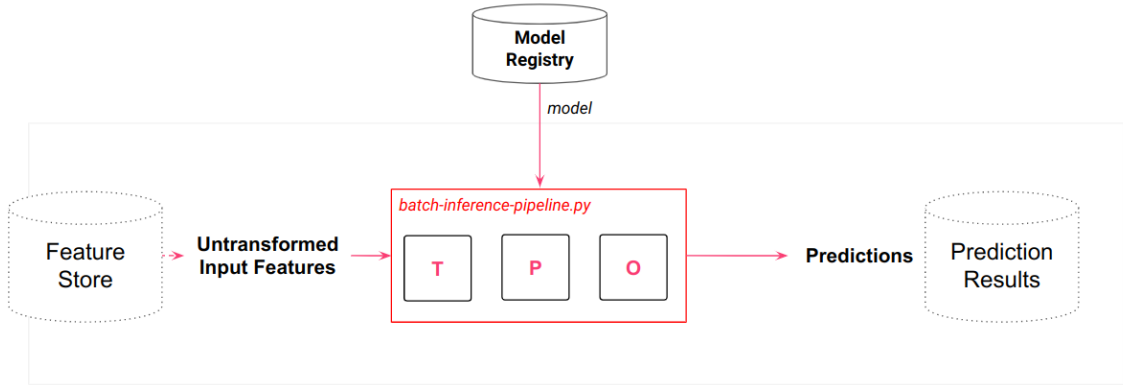 Model
Registry
model
batch-inference-pipeline.py
Feature
Store
Untransformed
Input Features
T
P
O
Predictions
Prediction
Results